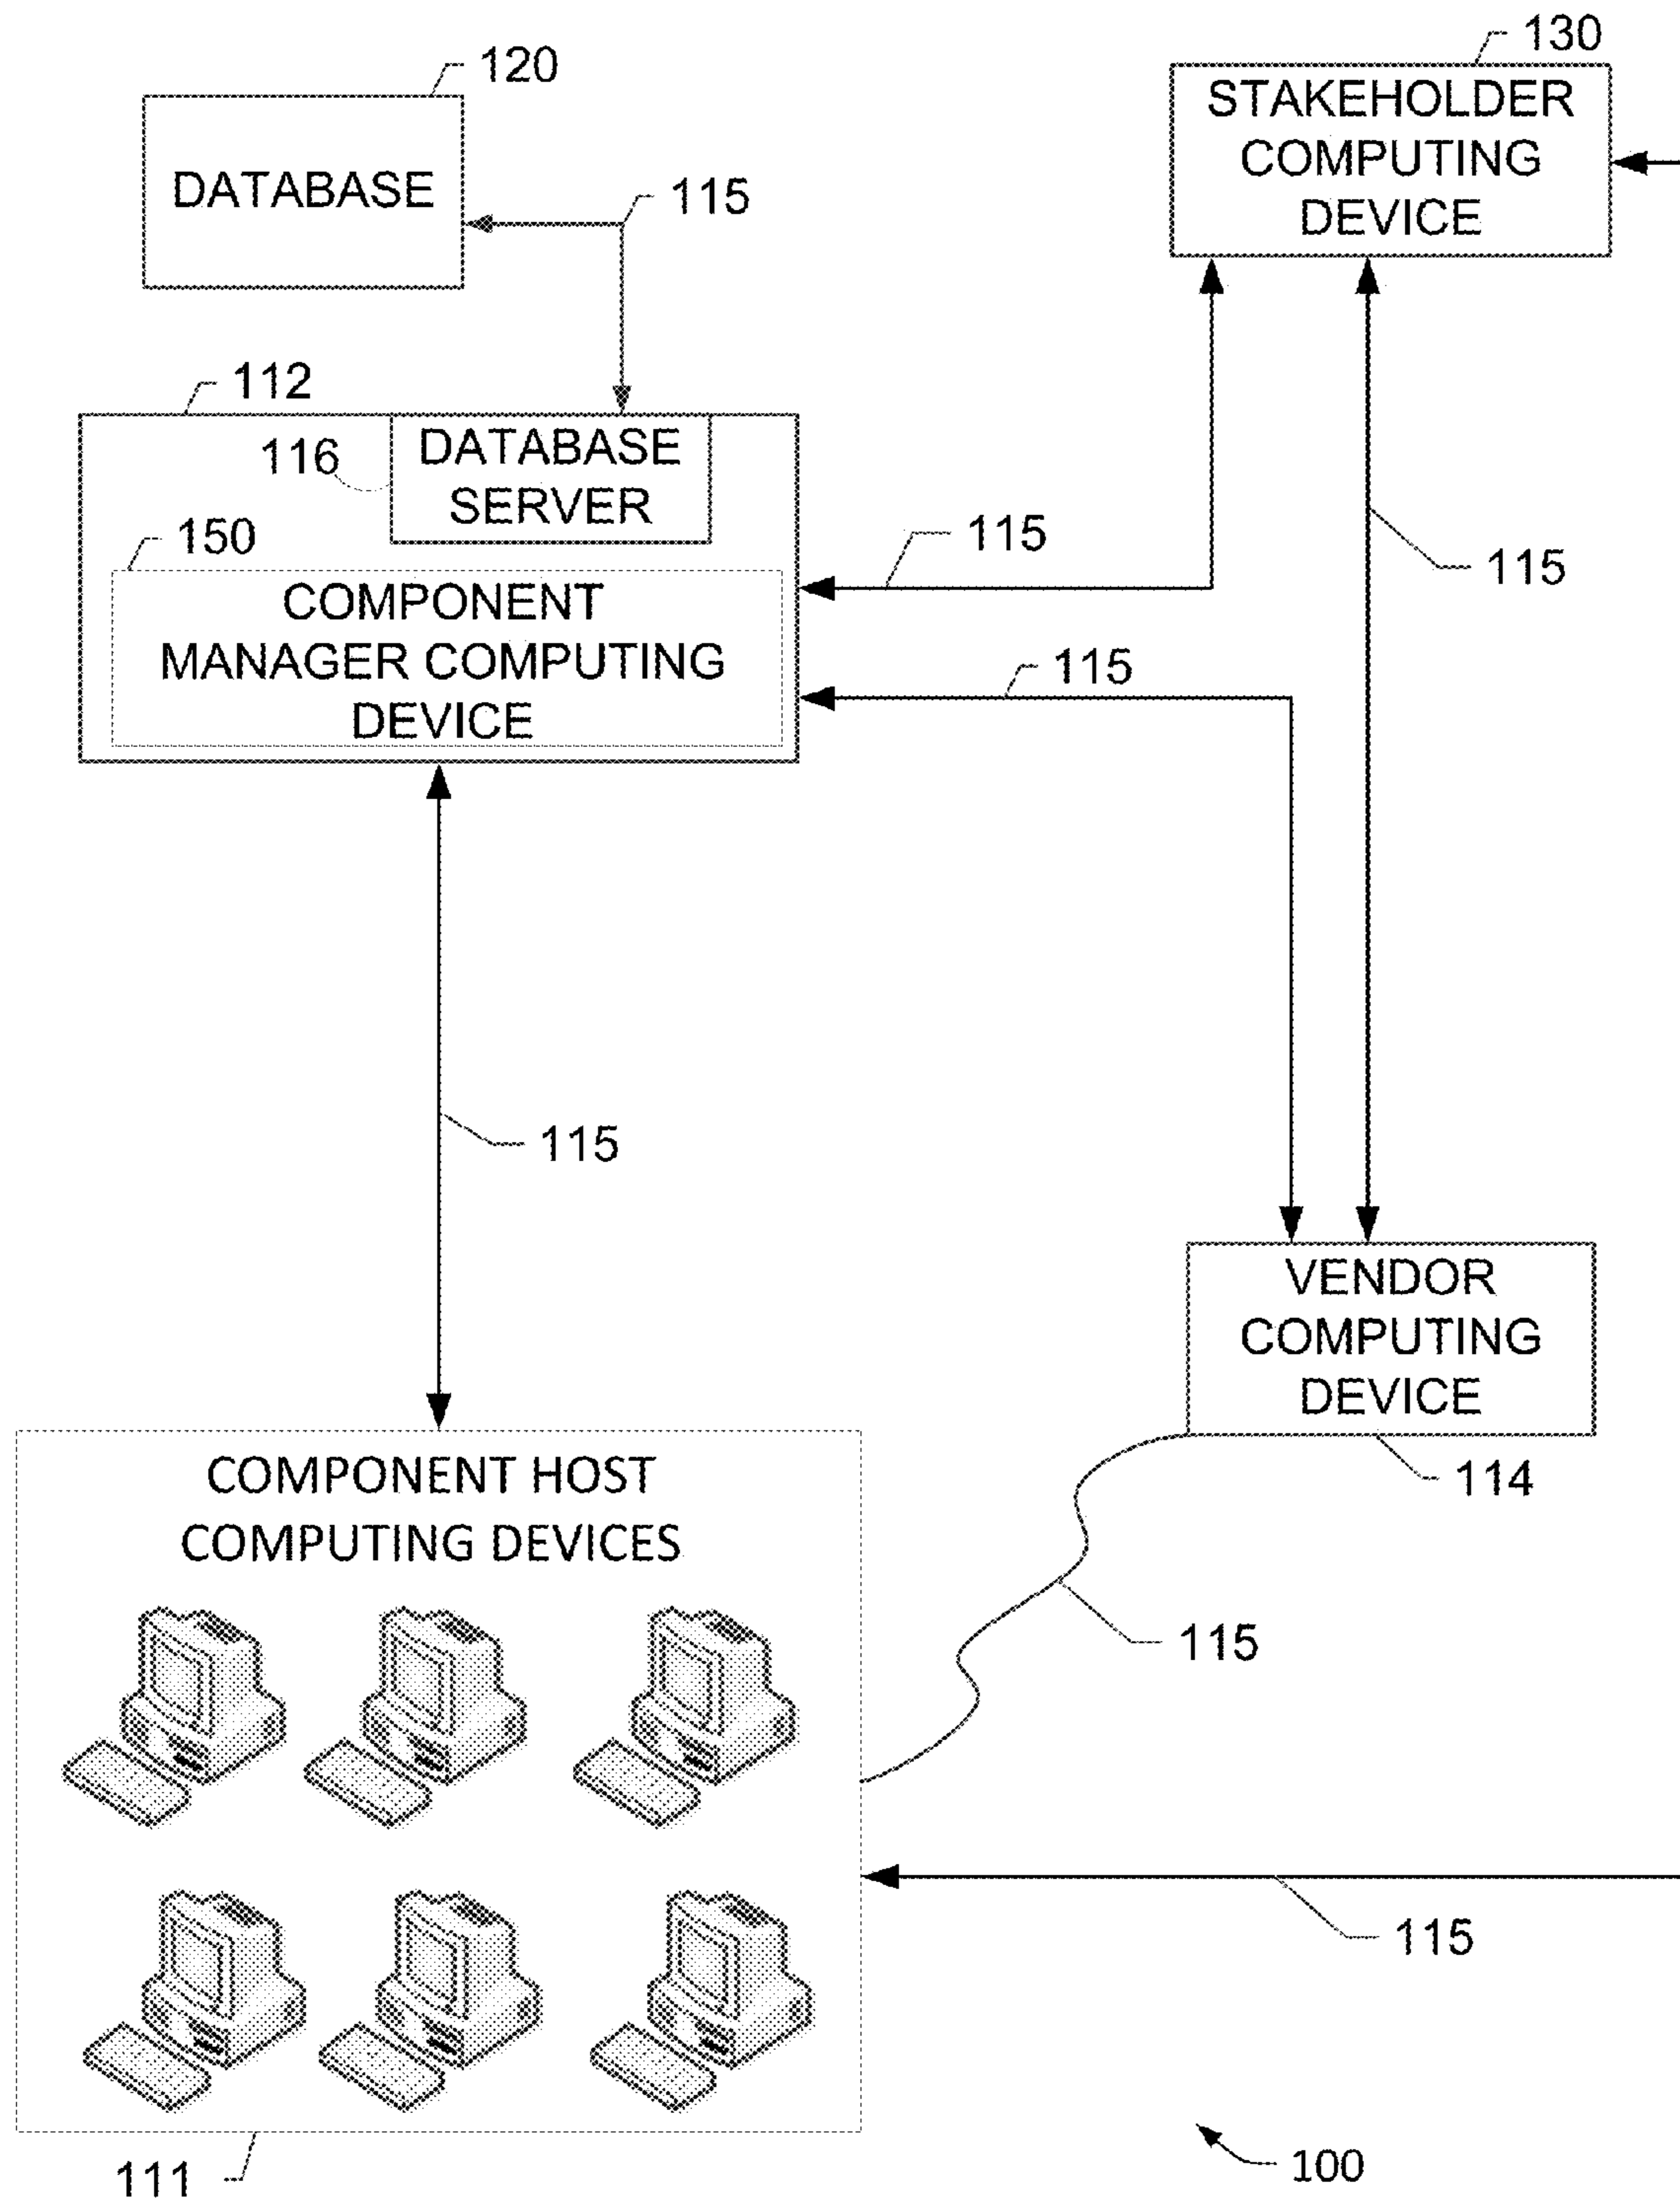 130
120
STAKEHOLDER
COMPUTING
DEVICE
DATABASE
115
112
DATABASE
SERVER
116
150
COMPONENT
MANAGER COMPUTING
DEVICE
115
115
115
115
VENDOR
COMPUTING
DEVICE
114
COMPONENT HOST
COMPUTING DEVICES
115
115
111
100